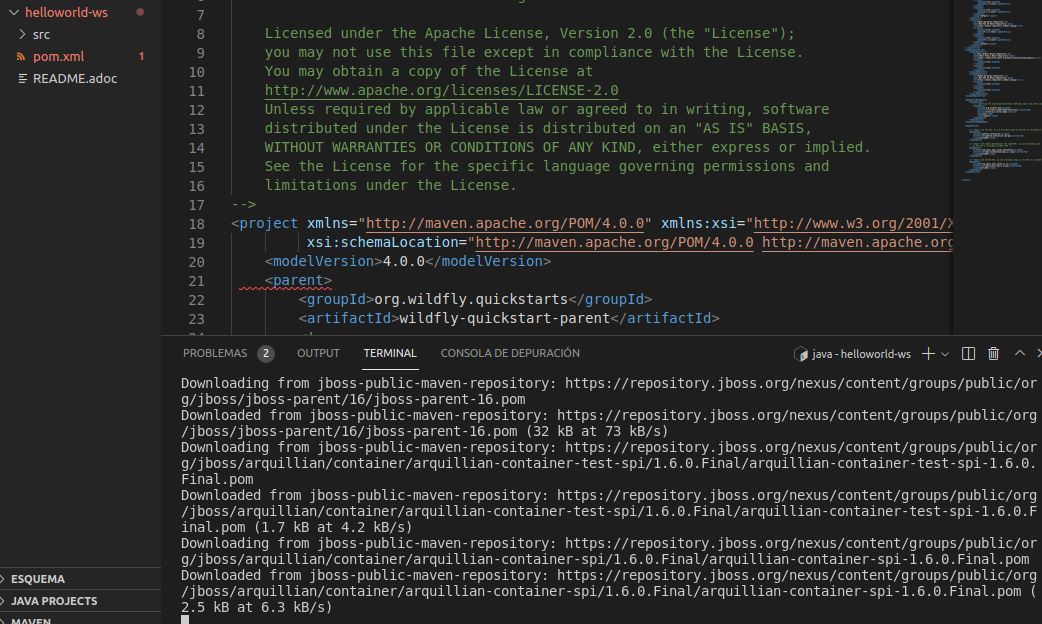 helloworld-ws
src
pom.xml 1
README.adoc
7
8 Licensed under the Apache License, Version 2.0 (the "License");
9 you may not use this file except in compliance with the License.
10 You may obtain a copy of the License at
11 http://www.apache.org/licenses/LICENSE-2.0
12 Unless required by applicable law or agreed to in writing, software
13 distributed under the License is distributed on an "AS IS" BASIS,
14 WITHOUT WARRANTIES OR CONDITIONS OF ANY KIND, either express or implied.
15 See the License for the specific language governing permissions and
16 limitations under the License.
17 -->
18 <project xmlns="http://maven.apache.org/POM/4.0.0" xmlns:xsi="http://www.w3.org/2001/X
19 xsi:schemaLocation="http://maven.apache.org/POM/4.0.0 http://maven.apache.org
20 <modelVersion>4.0.0</modelVersion>
21 <parent>
22 <groupId>org.wildfly.quickstarts</groupId>
23 <artifactId>wildfly-quickstart-parent</artifactId>
PROBLEMAS 2 OUTPUT TERMINAL CONSOLA DE DEPURACIÓN java - helloworld-ws
Downloading from jboss-public-maven-repository: https://repository.jboss.org/nexus/content/groups/public/or
g/jboss/jboss-parent/16/jboss-parent-16.pom
Downloaded from jboss-public-maven-repository: https://repository.jboss.org/nexus/content/groups/public/org
/jboss/jboss-parent/16/jboss-parent-16.pom (32 kB at 73 kB/s)
Downloading from jboss-public-maven-repository: https://repository.jboss.org/nexus/content/groups/public/or
g/jboss/arquillian/container/arquillian-container-test-spi/1.6.0.Final/arquillian-container-test-spi-1.6.0.
Final.pom
Downloaded from jboss-public-maven-repository: https://repository.jboss.org/nexus/content/groups/public/org
/jboss/arquillian/container/arquillian-container-test-spi/1.6.0.Final/arquillian-container-test-spi-1.6.0.F
inal.pom (1.7 kB at 4.2 kB/s)
Downloading from jboss-public-maven-repository: https://repository.jboss.org/nexus/content/groups/public/or
g/jboss/arquillian/container/arquillian-container-spi/1.6.0.Final/arquillian-container-spi-1.6.0.Final.pom
Downloaded from jboss-public-maven-repository: https://repository.jboss.org/nexus/content/groups/public/org
/jboss/arquillian/container/arquillian-container-spi/1.6.0.Final/arquillian-container-spi-1.6.0.Final.pom (
2.5 kB at 6.3 kB/s)
ESQUEMA
JAVA PROJECTS
MAVEN